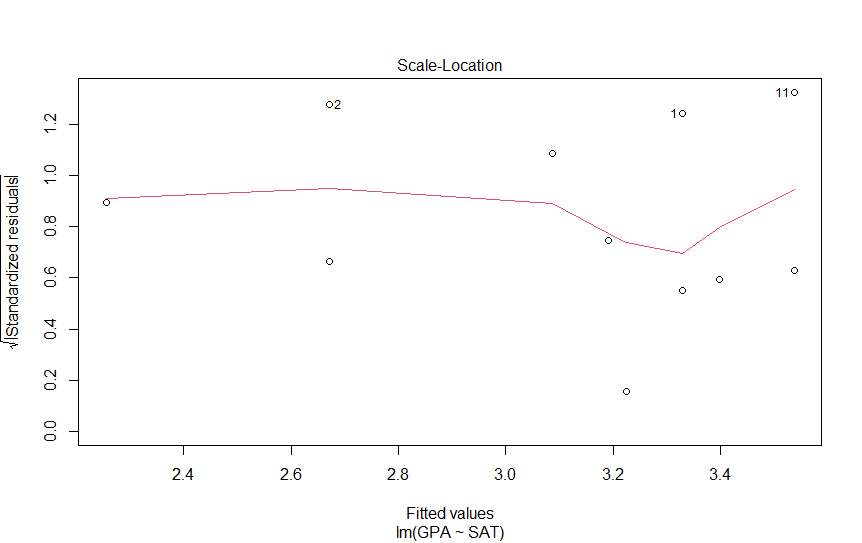 Scale-Location
√|Standardized residuals|
1.2
1.0
0.8
0.6
0.4
0.2
0.0
2
1
11
2.4 2.6 2.8 3.0 3.2 3.4
Fitted values
lm(GPA ~ SAT)